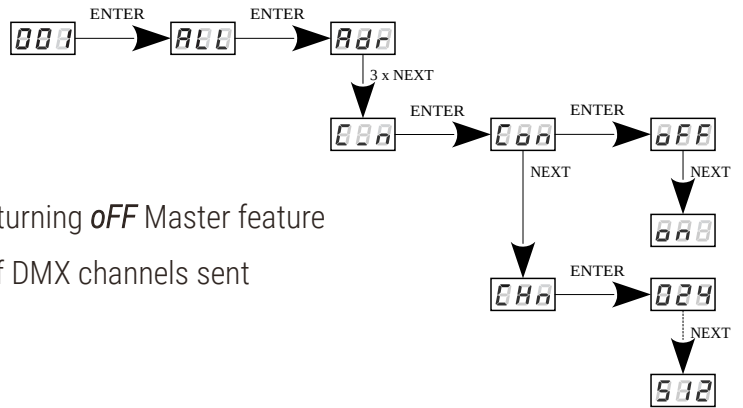 ENTER ENTER
001 ALL Adr
3 x NEXT
ENTER ENTER
C_n Con oFF
NEXT NEXT
turning oFF Master feature
on
f DMX channels sent
ENTER
CHn 024
NEXT
512